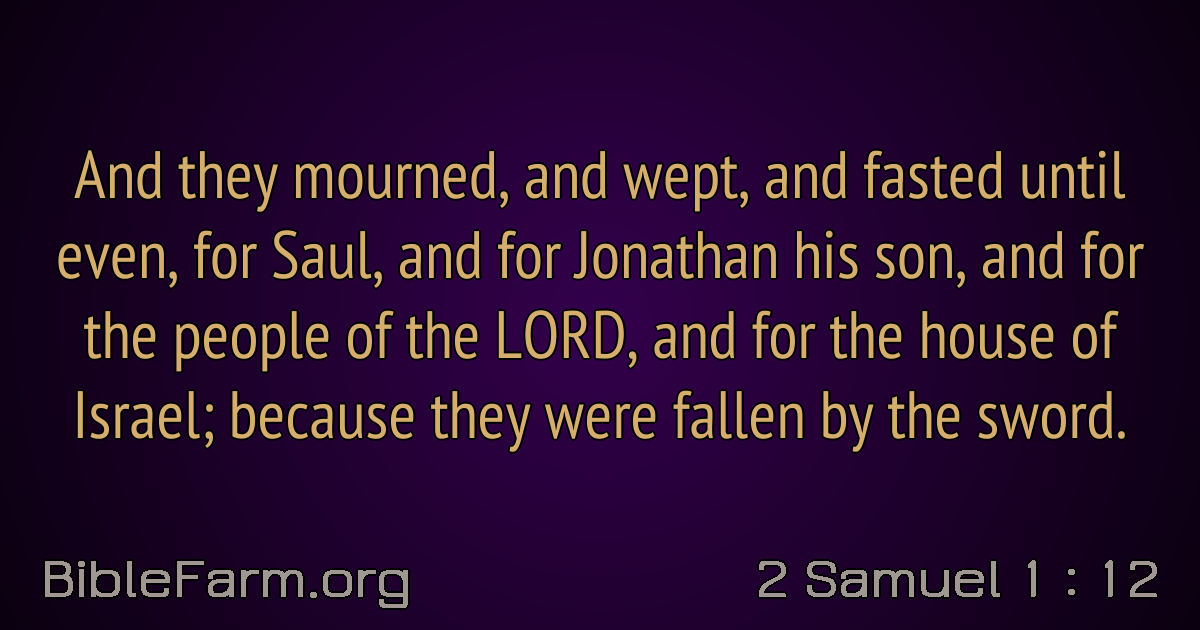 And they mourned, and wept, and fasted until
even, for Saul, and for Jonathan his son, and for
the people of the LORD, and for the house of
Israel; because they were fallen by the sword.
BibleFarm.org
2 Samuel 1 : 12